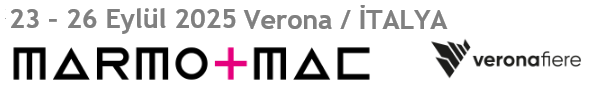 23 – 26 Eylül 2025 Verona / İTALYA
MARMO+MAC
veronafiere